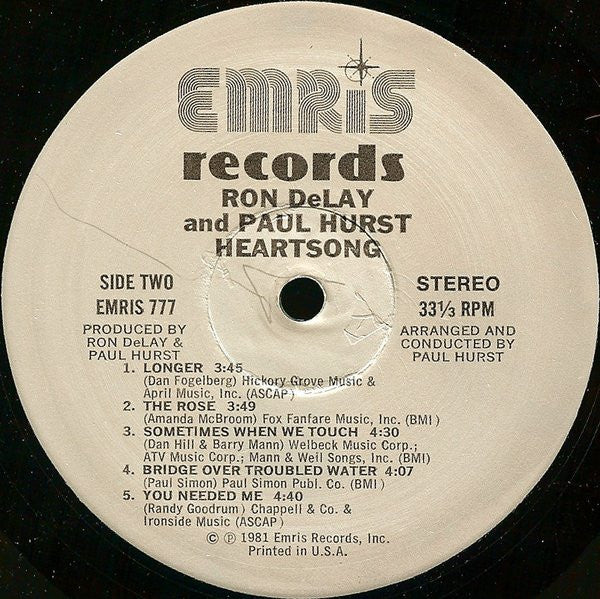 EMRIS
records
RON DeLAY
and PAUL HURST
HEARTSONG
SIDE TWO
EMRIS 777
PRODUCED BY
RON DeLAY &
PAUL HURST
STEREO
33⅓ RPM
ARRANGED AND
CONDUCTED BY
PAUL HURST
1. LONGER 3:45
(Dan Fogelberg) Hickory Grove Music &
April Music, Inc. (ASCAP)
2. THE ROSE 3:49
(Amanda McBroom) Fox Fanfare Music, Inc. (BMI)
3. SOMETIMES WHEN WE TOUCH 4:30
(Dan Hill & Barry Mann) Welbeck Music Corp.;
ATV Music Corp.; Mann & Weil Songs, Inc. (BMI)
4. BRIDGE OVER TROUBLED WATER 4:07
(Paul Simon) Paul Simon Publ. Co. (BMI)
5. YOU NEEDED ME 4:40
(Randy Goodrum) Chappell & Co. &
Ironside Music (ASCAP)
© ℗ 1981 Emris Records, Inc.
Printed in U.S.A.